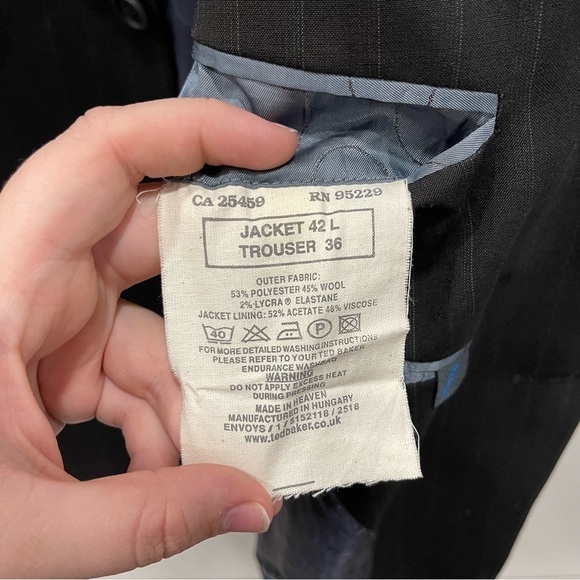 CA 25459 RN 95229
JACKET 42 L
TROUSER 36
OUTER FABRIC:
53% POLYESTER 45% WOOL
2% LYCRA ® ELASTANE
JACKET LINING: 52% ACETATE 48% VISCOSE
40 P
FOR MORE DETAILED WASHING INSTRUCTIONS
PLEASE REFER TO YOUR TED BAKER
ENDURANCE WASHBAG
WARNING
DO NOT APPLY EXCESS HEAT
DURING PRESSING
MADE IN HEAVEN
MANUFACTURED IN HUNGARY
ENVOYS / 1 / 5152118 / 2518
www.tedbaker.co.uk